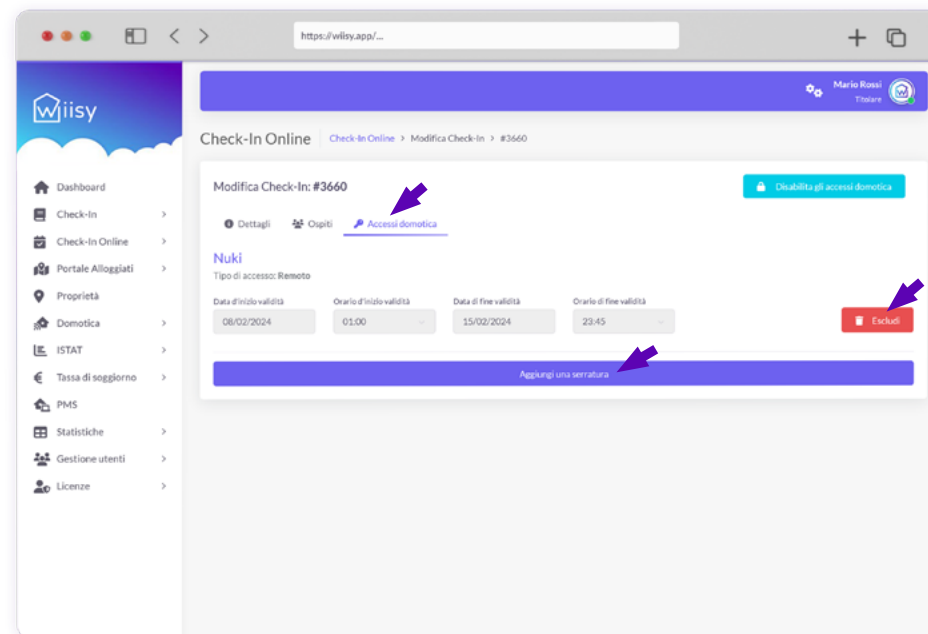 https://wiisy.app/...
Wiisy
Mario Rossi
Titolare
Check-In Online
Check-In Online > Modifica Check-In > #3660
Dashboard
Check-In
Check-In Online
Portale Alloggiati
Proprietà
Domotica
ISTAT
Tassa di soggiorno
PMS
Statistiche
Gestione utenti
Licenze
Modifica Check-In: #3660
Disabilita gli accessi domotica
Dettagli
Ospiti
Accessi domotica
Nuki
Tipo di accesso: Remoto
Data d'inizio validità
Orario d'inizio validità
Data di fine validità
Orario di fine validità
08/02/2024
01:00
15/02/2024
23:45
Escludi
Aggiungi una serratura